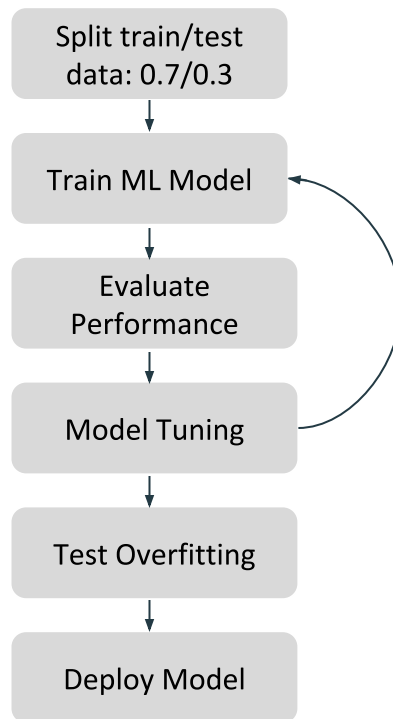 Split train/test
data: 0.7/0.3
Train ML Model
Evaluate
Performance
Model Tuning
Test Overfitting
Deploy Model